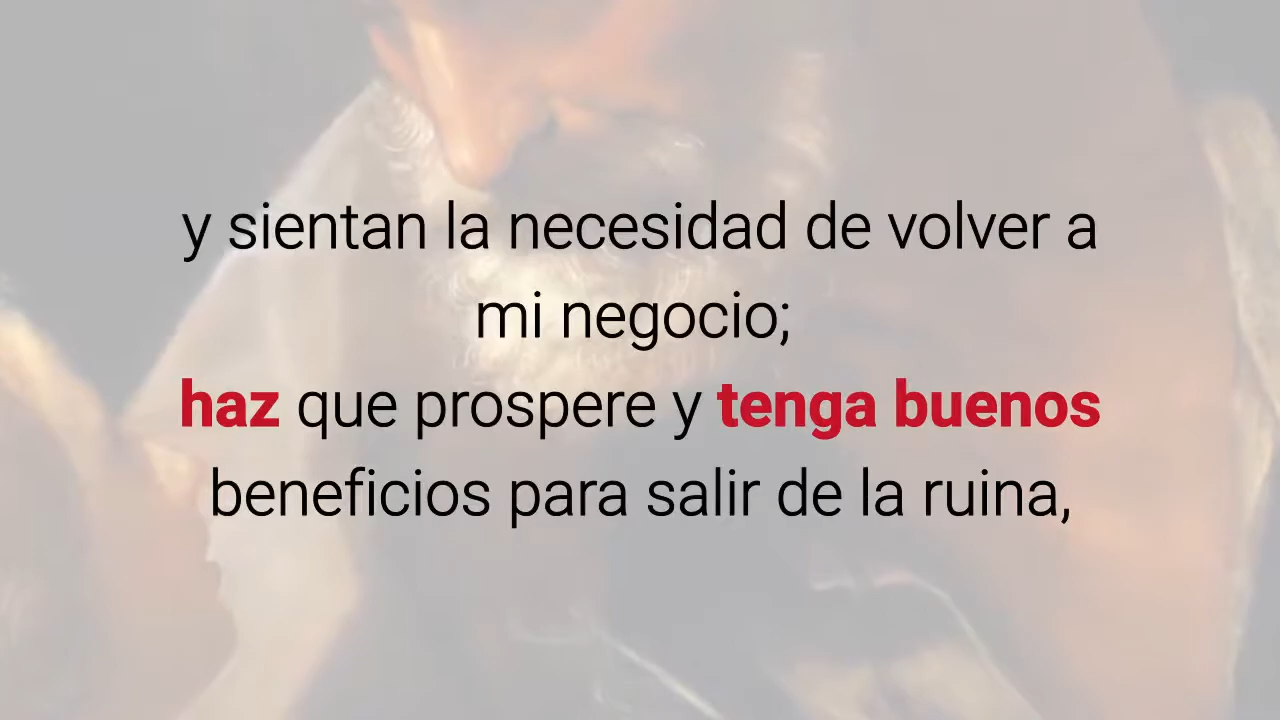 y sientan la necesidad de volver a
mi negocio;
haz que prospere y tenga buenos
beneficios para salir de la ruina,